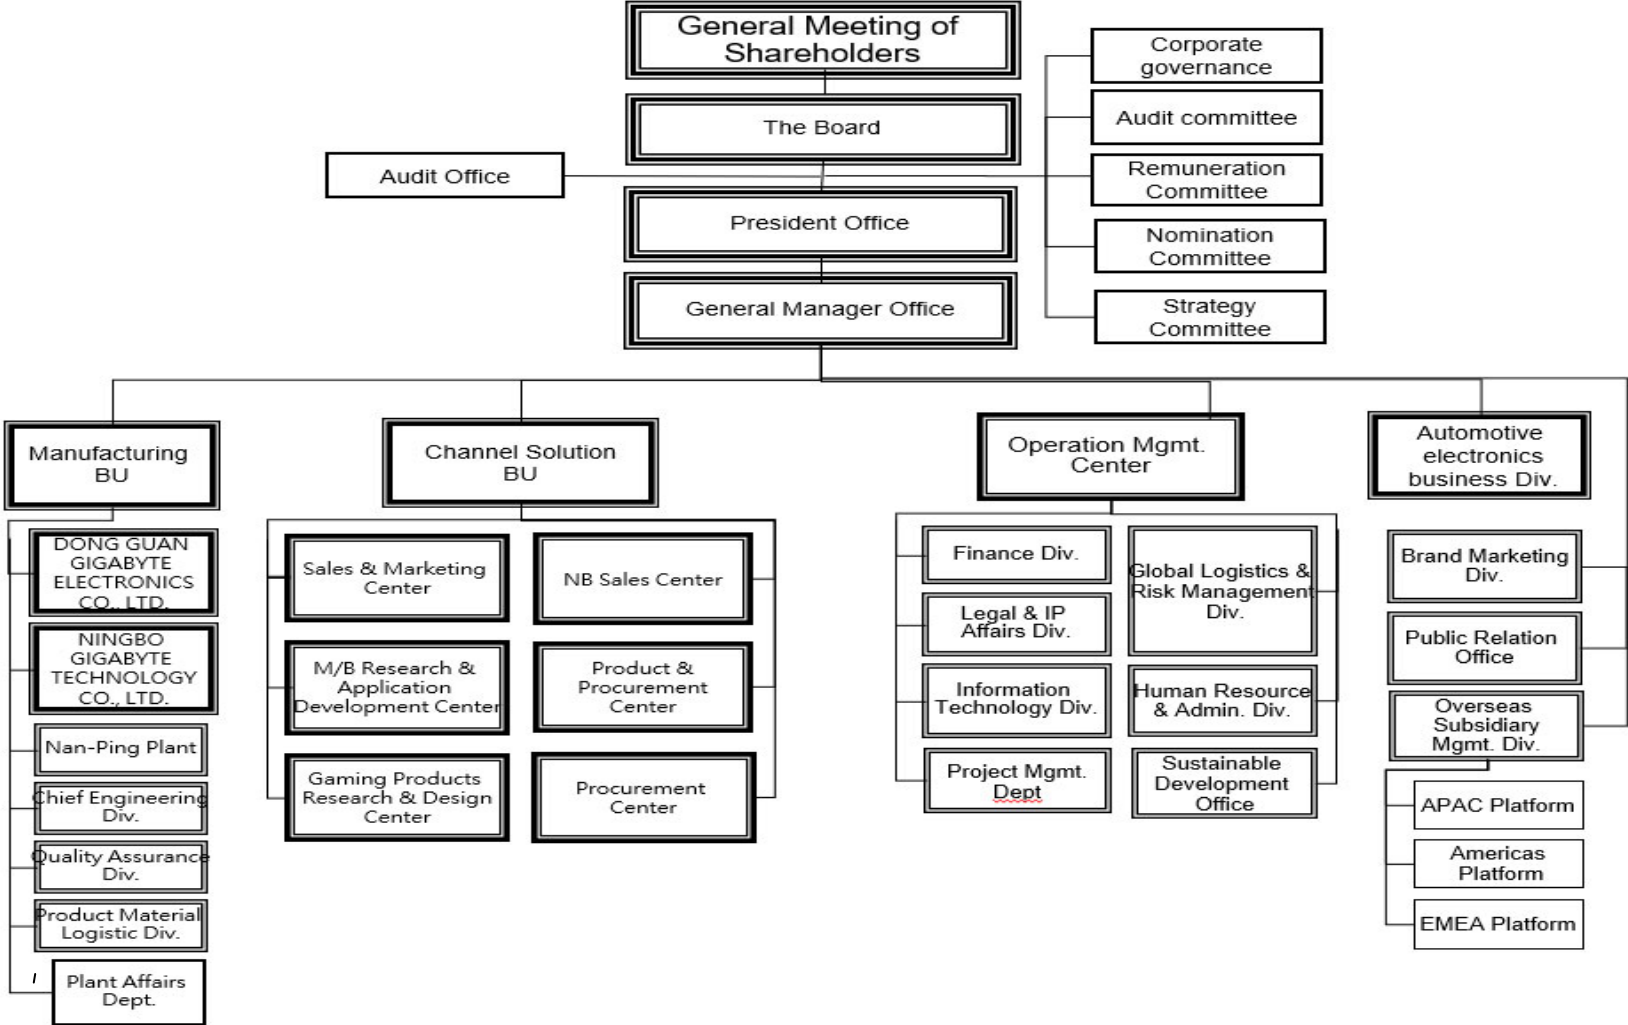 General Meeting of
Shareholders
The Board
Audit Office
President Office
General Manager Office
Corporate
governance
Audit committee
Remuneration
Committee
Nomination
Committee
Strategy
Committee
Manufacturing
BU
DONG GUAN
GIGABYTE
ELECTRONICS
CO., LTD.
NINGBO
GIGABYTE
TECHNOLOGY
CO., LTD.
Nan-Ping Plant
Chief Engineering
Div.
Quality Assurance
Div.
Product Material
Logistic Div.
Plant Affairs
Dept.
Channel Solution
BU
Sales & Marketing
Center
M/B Research &
Application
Development Center
Gaming Products
Research & Design
Center
NB Sales Center
Product &
Procurement
Center
Procurement
Center
Operation Mgmt.
Center
Finance Div.
Legal & IP
Affairs Div.
Information
Technology Div.
Project Mgmt.
Dept
Global Logistics &
Risk Management
Div.
Human Resource
& Admin. Div.
Sustainable
Development
Office
Automotive
electronics
business Div.
Brand Marketing
Div.
Public Relation
Office
Overseas
Subsidiary
Mgmt. Div.
APAC Platform
Americas
Platform
EMEA Platform